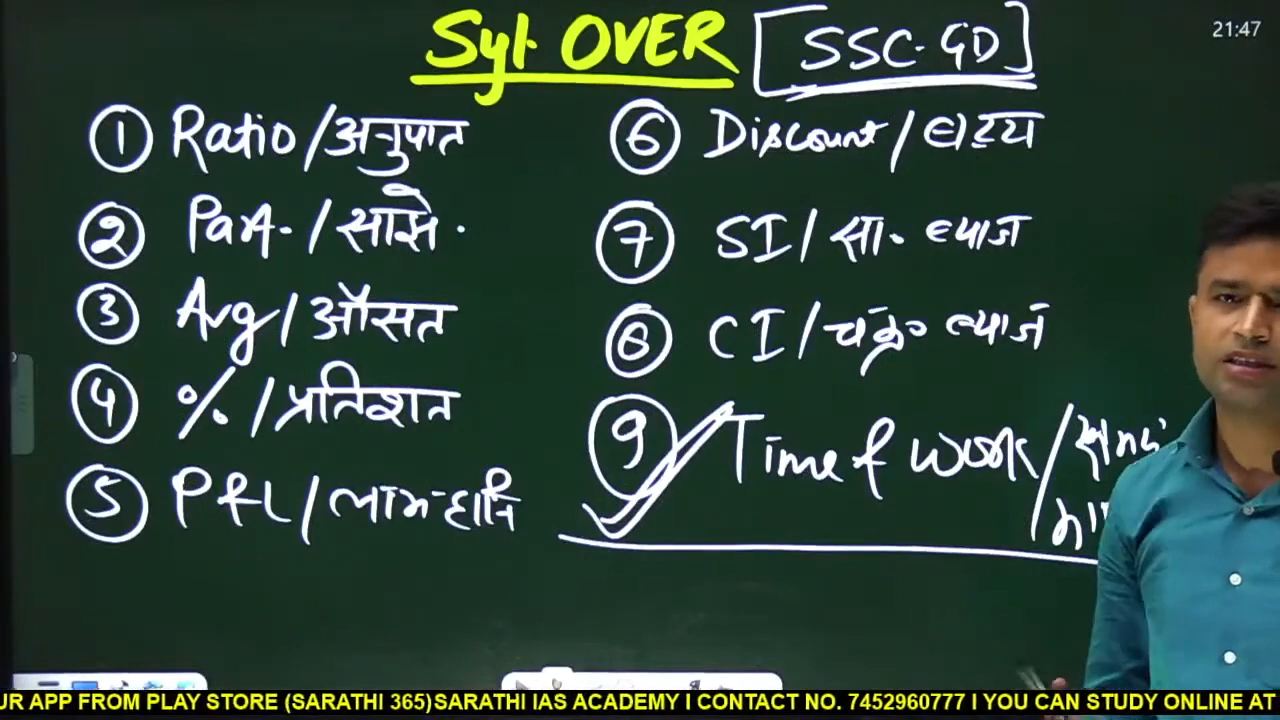 Syl. OVER [SSC-GD]
21:47
① Ratio/अनुपात
② Part./साझे.
③ Avg/औसत
④ %/प्रतिशत
⑤ P&L/लाभ-हानि
⑥ Discount/
⑦ SI/सा. ब्याज
⑧ CI/चक्र. ब्याज
⑨ Time & Work/
UR APP FROM PLAY STORE (SARATHI 365)SARATHI IAS ACADEMY I CONTACT NO. 7452960777 I YOU CAN STUDY ONLINE AT